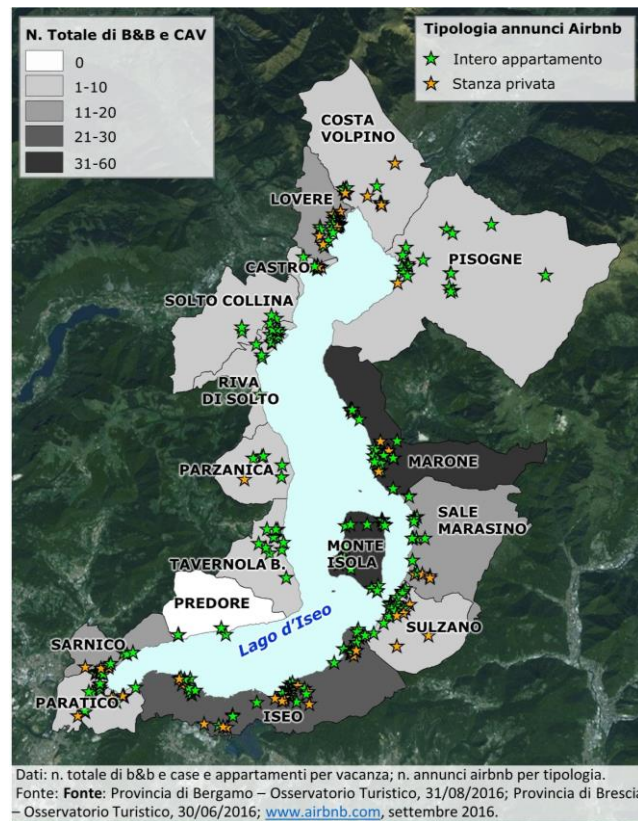 N. Totale di B&B e CAV
0
1-10
11-20
21-30
31-60
Tipologia annunci Airbnb
Intero appartamento
Stanza privata
COSTA
VOLPINO
LOVERE
CASTRO
PISOGNE
SOLTO COLLINA
RIVA
DI SOLTO
PARZANICA
MARONE
SALE
MARASINO
MONTE
ISOLA
TAVERNOLA B.
PREDORE
Lago d'Iseo
SULZANO
SARNICO
PARATICO
ISEO
Dati: n. totale di b&b e case e appartamenti per vacanza; n. annunci airbnb per tipologia.
Fonte: Fonte: Provincia di Bergamo – Osservatorio Turistico, 31/08/2016; Provincia di Brescia
– Osservatorio Turistico, 30/06/2016; www.airbnb.com, settembre 2016.